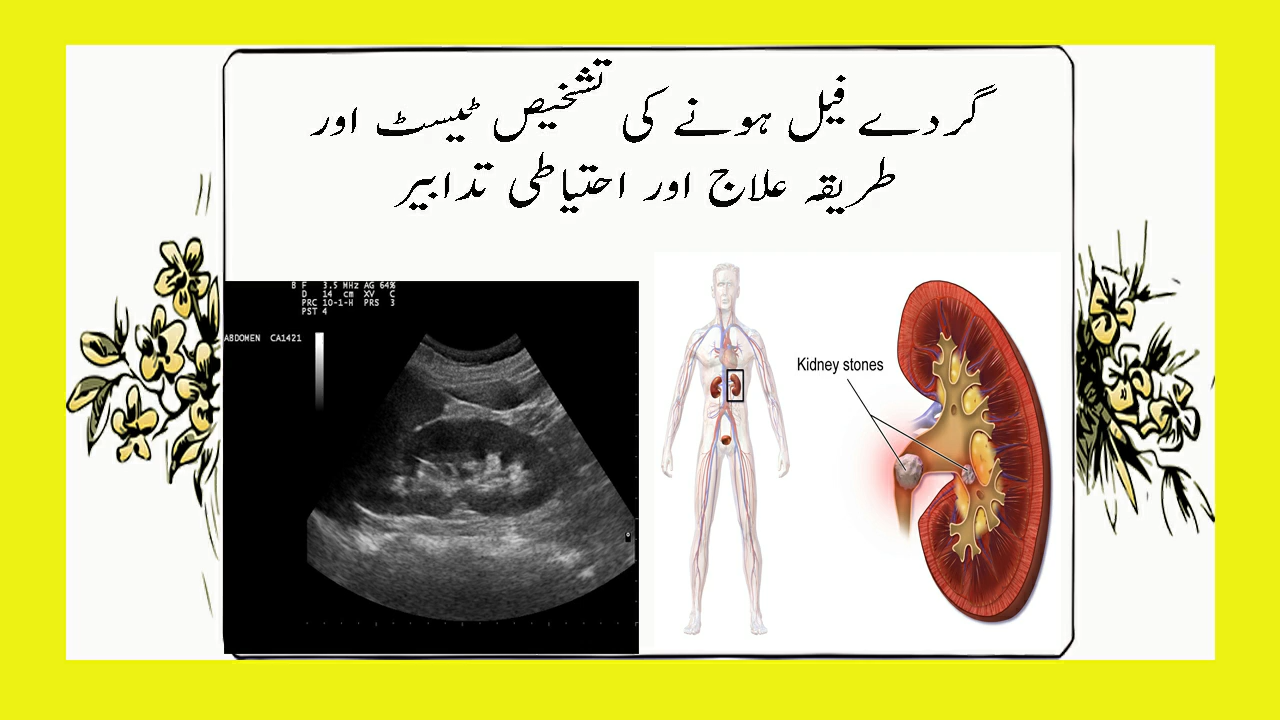 گردے فیل ہونے کی تشخیص ٹیسٹ اور
طریقہ علاج اور احتیاطی تدابیر
B F 3.5 MHz AG 64%
D 14 cm XV C
PRC 10-1-H PRS 3
PST 4
ABDOMEN CA1421
Kidney stones